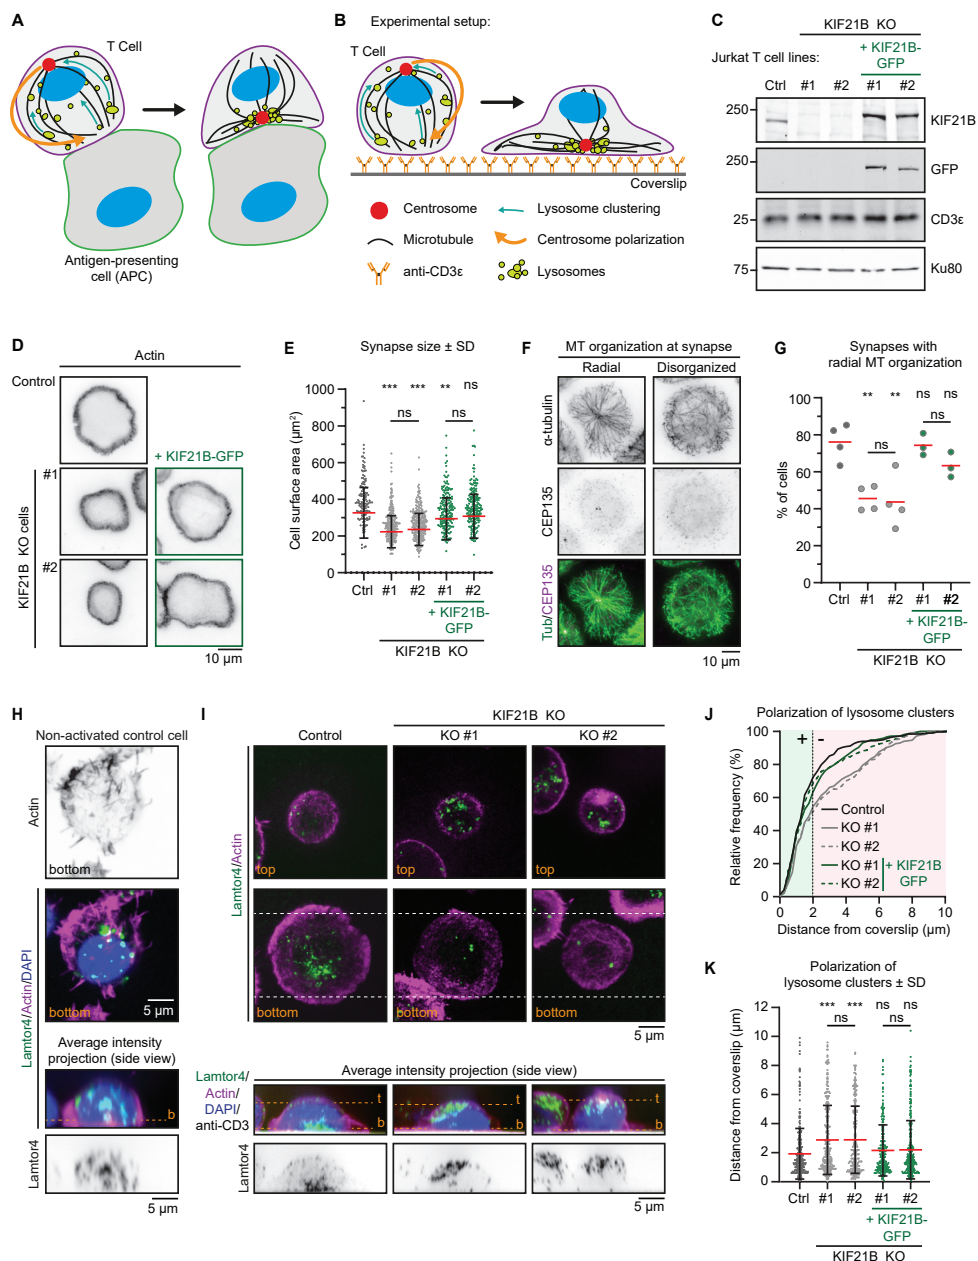 A
T Cell
Antigen-presenting
cell (APC)
B
Experimental setup:
T Cell
Coverslip
Centrosome
Lysosome clustering
Microtubule
Centrosome polarization
anti-CD3ε
Lysosomes
C
KIF21B KO
+ KIF21B-
GFP
Jurkat T cell lines:
Ctrl #1 #2 #1 #2
250
KIF21B
250
GFP
25
CD3ε
75
Ku80
D
Actin
Control
+ KIF21B-GFP
#1
#2
KIF21B KO cells
10 µm
E
Synapse size ± SD
*** *** ** ns
ns ns
Cell surface area (µm²)
1000
800
600
400
200
0
Ctrl #1 #2 #1 #2
+ KIF21B-
GFP
KIF21B KO
F
MT organization at synapse
Radial Disorganized
α-tubulin
CEP135
Tub/CEP135
10 µm
G
Synapses with
radial MT organization
** ** ns ns
ns
ns
% of cells
100
80
60
40
20
0
Ctrl #1 #2 #1 #2
+ KIF21B-
GFP
KIF21B KO
H
Non-activated control cell
Actin
bottom
Lamtor4/Actin/DAPI
bottom
5 µm
Average intensity
projection (side view)
b
Lamtor4
5 µm
I
KIF21B KO
Control KO #1 KO #2
Lamtor4/Actin
top top top
bottom bottom bottom
5 µm
Lamtor4/
Actin/
DAPI/
anti-CD3
Average intensity projection (side view)
t t t
b b b
Lamtor4
5 µm
J
Polarization of lysosome clusters
+ -
Relative frequency (%)
100
80
60
40
20
0
Control
KO #1
KO #2
KO #1
KO #2
+ KIF21B
GFP
0 2 4 6 8 10
Distance from coverslip (µm)
K
Polarization of
lysosome clusters ± SD
*** *** ns ns
ns ns
Distance from coverslip (µm)
12
10
8
6
4
2
0
Ctrl #1 #2 #1 #2
+ KIF21B-
GFP
KIF21B KO